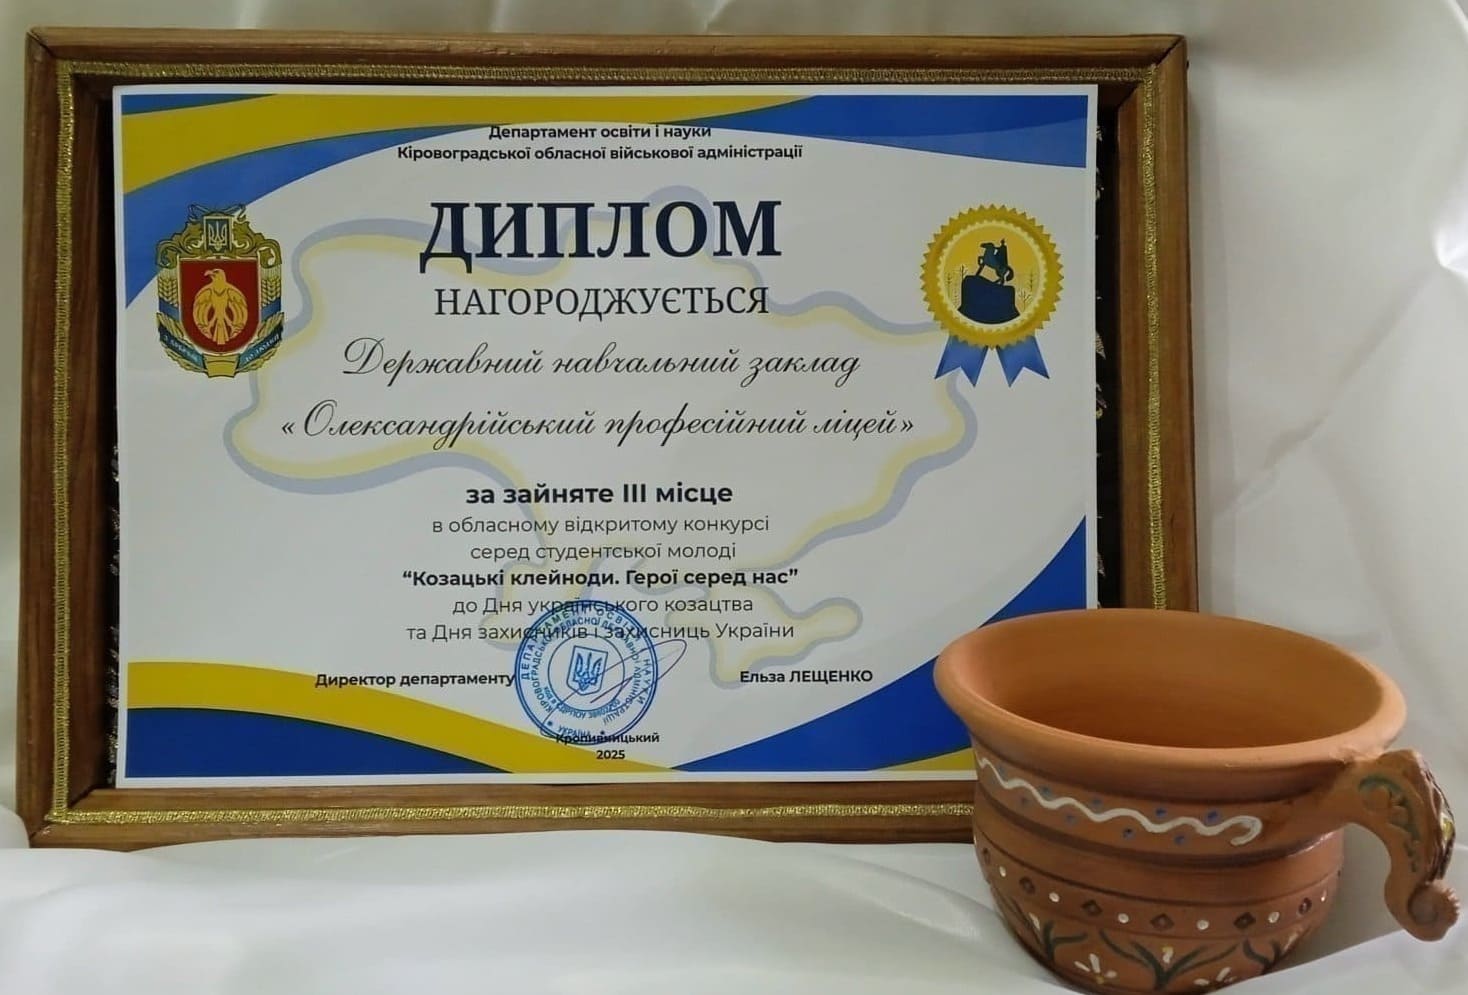 Департамент освіти і науки
Кіровоградської обласної військової адміністрації
ДИПЛОМ
НАГОРОДЖУЄТЬСЯ
Державний навчальний заклад
«Олександрійський професійний ліцей»
за зайняте III місце
в обласному відкритому конкурсі
серед студентської молоді
“Козацькі клейноди. Герої серед нас”
до Дня українського козацтва
та Дня захисників і захисниць України
Директор департаменту
Ельза ЛЕЩЕНКО
УКРАЇНА
Кропивницький
2025